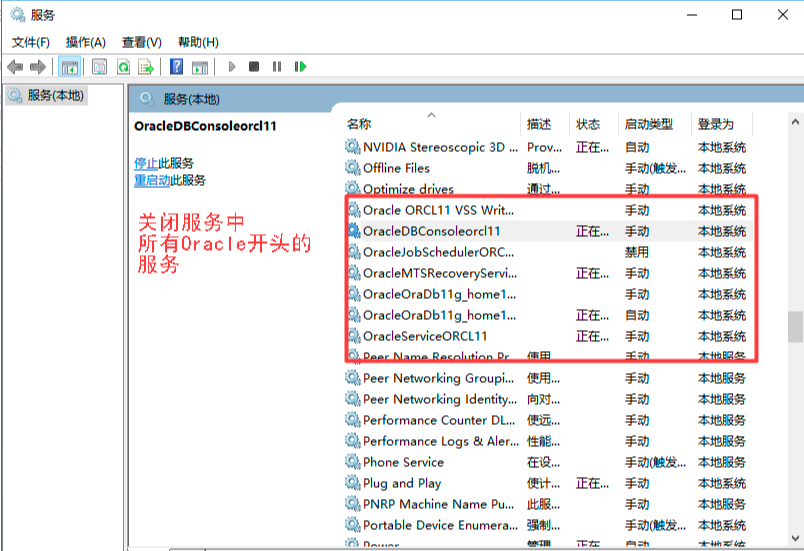 服务
文件(F) 操作(A) 查看(V) 帮助(H)
服务(本地)
服务(本地)
OracleDBConsoleorcl11
停止此服务
重启动此服务
关闭服务中
所有Oracle开头的
服务
名称 描述 状态 启动类型 登录为
NVIDIA Stereoscopic 3D ... Prov... 正在... 自动 本地系统
Offline Files 脱机... 手动(触发... 本地系统
Optimize drives 通过... 手动 本地系统
Oracle ORCL11 VSS Writ... 手动 本地系统
OracleDBConsoleorcl11 正在... 手动 本地系统
OracleJobSchedulerORC... 禁用 本地系统
OracleMTSRecoveryServi... 正在... 手动 本地系统
OracleOraDb11g_home1... 手动 本地系统
OracleOraDb11g_home1... 正在... 自动 本地系统
OracleServiceORCL11 正在... 手动 本地系统
Peer Name Resolution Pr... 使用... 手动 本地服务
Peer Networking Groupi... 使用... 手动 本地服务
Peer Networking Identity... 向对... 手动 本地服务
Performance Counter DL... 使远... 手动 本地服务
Performance Logs & Aler... 性能... 手动 本地服务
Phone Service 在设... 手动(触发... 本地服务
Plug and Play 使计... 正在... 手动 本地系统
PNRP Machine Name Pu... 此服... 手动 本地服务
Portable Device Enumera... 强制... 手动(触发... 本地系统
Power 管理... 正在... 自动 本地系统